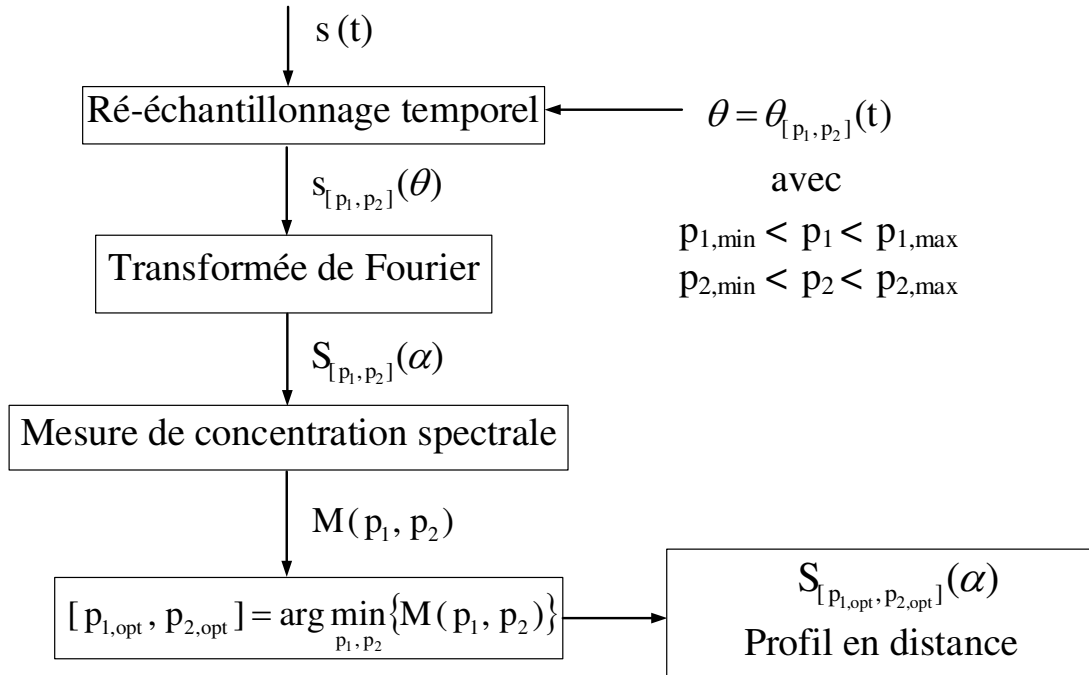 s(t)
Ré-échantillonnage temporel
θ = θ[p₁,p₂](t)
avec
p₁,min < p₁ < p₁,max
p₂,min < p₂ < p₂,max
s[p₁,p₂](θ)
Transformée de Fourier
S[p₁,p₂](α)
Mesure de concentration spectrale
M(p₁, p₂)
[p₁,opt, p₂,opt] = arg min{M(p₁, p₂)}
p₁,p₂
S[p₁,opt,p₂,opt](α)
Profil en distance